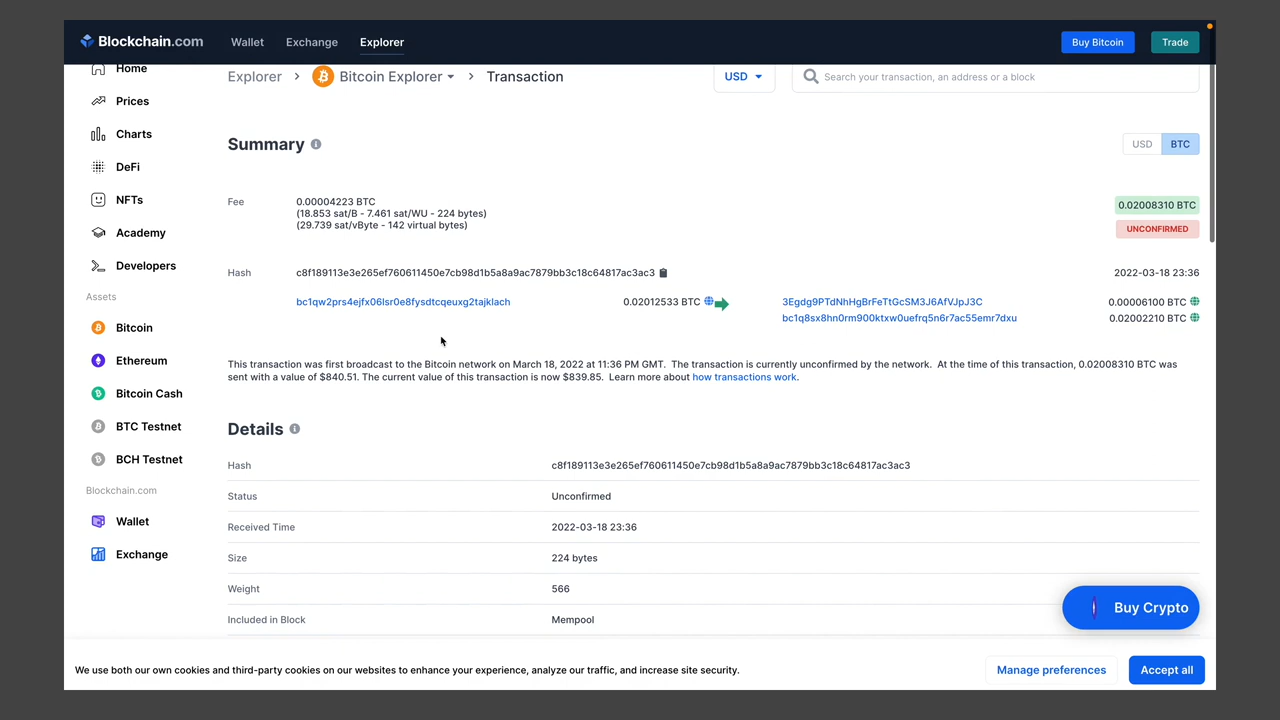 Blockchain.com Wallet Exchange Explorer Buy Bitcoin Trade
Home
Explorer > Bitcoin Explorer > Transaction USD Search your transaction, an address or a block
Prices
Charts
DeFi
NFTs
Academy
Developers
Assets
Bitcoin
Ethereum
Bitcoin Cash
BTC Testnet
BCH Testnet
Blockchain.com
Wallet
Exchange
Summary USD BTC
Fee 0.00004223 BTC 0.02008310 BTC
(18.853 sat/B - 7.461 sat/WU - 224 bytes)
(29.739 sat/vByte - 142 virtual bytes) UNCONFIRMED
Hash c8f189113e3e265ef760611450e7cb98d1b5a8a9ac7879bb3c18c64817ac3ac3 2022-03-18 23:36
bc1qw2prs4ejfx06lsr0e8fysdtcqeuxg2tajklach 0.02012533 BTC 3Egdg9PTdNhHgBrFeTtGcSM3J6AfVJpJ3C 0.00006100 BTC
bc1q8sx8hn0rm900ktxw0uefrq5n6r7ac55emr7dxu 0.02002210 BTC
This transaction was first broadcast to the Bitcoin network on March 18, 2022 at 11:36 PM GMT. The transaction is currently unconfirmed by the network. At the time of this transaction, 0.02008310 BTC was
sent with a value of $840.51. The current value of this transaction is now $839.85. Learn more about how transactions work.
Details
Hash c8f189113e3e265ef760611450e7cb98d1b5a8a9ac7879bb3c18c64817ac3ac3
Status Unconfirmed
Received Time 2022-03-18 23:36
Size 224 bytes
Weight 566
Included in Block Mempool
Buy Crypto
We use both our own cookies and third-party cookies on our websites to enhance your experience, analyze our traffic, and increase site security. Manage preferences Accept all